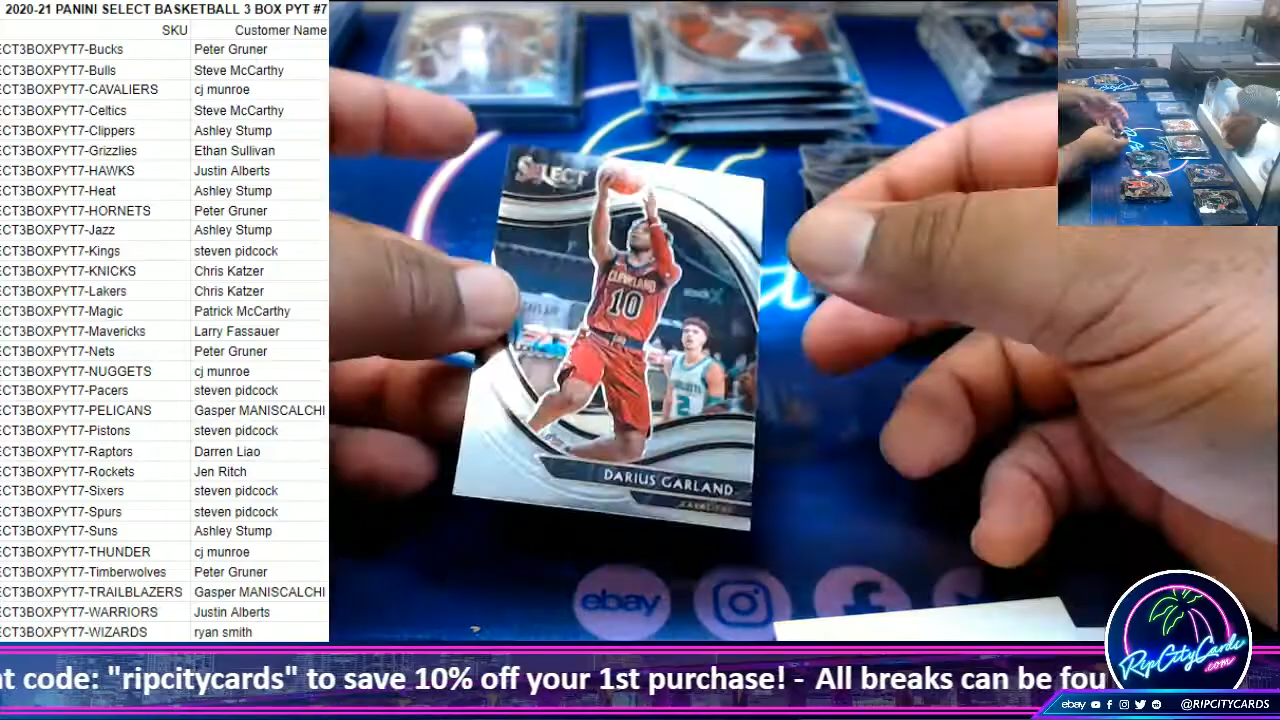 2020-21 PANINI SELECT BASKETBALL 3 BOX PYT #7
SKU Customer Name
ECT3BOXPYT7-Bucks Peter Gruner
ECT3BOXPYT7-Bulls Steve McCarthy
ECT3BOXPYT7-CAVALIERS cj munroe
ECT3BOXPYT7-Celtics Steve McCarthy
ECT3BOXPYT7-Clippers Ashley Stump
ECT3BOXPYT7-Grizzlies Ethan Sullivan
ECT3BOXPYT7-HAWKS Justin Alberts
ECT3BOXPYT7-Heat Ashley Stump
ECT3BOXPYT7-HORNETS Peter Gruner
ECT3BOXPYT7-Jazz Ashley Stump
ECT3BOXPYT7-Kings steven pidcock
ECT3BOXPYT7-KNICKS Chris Katzer
ECT3BOXPYT7-Lakers Chris Katzer
ECT3BOXPYT7-Magic Patrick McCarthy
ECT3BOXPYT7-Mavericks Larry Fassauer
ECT3BOXPYT7-Nets Peter Gruner
ECT3BOXPYT7-NUGGETS cj munroe
ECT3BOXPYT7-Pacers steven pidcock
ECT3BOXPYT7-PELICANS Gasper MANISCALCHI
ECT3BOXPYT7-Pistons steven pidcock
ECT3BOXPYT7-Raptors Darren Liao
ECT3BOXPYT7-Rockets Jen Ritch
ECT3BOXPYT7-Sixers steven pidcock
ECT3BOXPYT7-Spurs steven pidcock
ECT3BOXPYT7-Suns Ashley Stump
ECT3BOXPYT7-THUNDER cj munroe
ECT3BOXPYT7-Timberwolves Peter Gruner
ECT3BOXPYT7-TRAILBLAZERS Gasper MANISCALCHI
ECT3BOXPYT7-WARRIORS Justin Alberts
ECT3BOXPYT7-WIZARDS ryan smith
SELECT
CLEVELAND
10
2
DARIUS GARLAND
CAVALIERS
ebay
RipCityCards
.com
nt code: "ripcitycards" to save 10% off your 1st purchase! - All breaks can be fou
ebay @RIPCITYCARDS